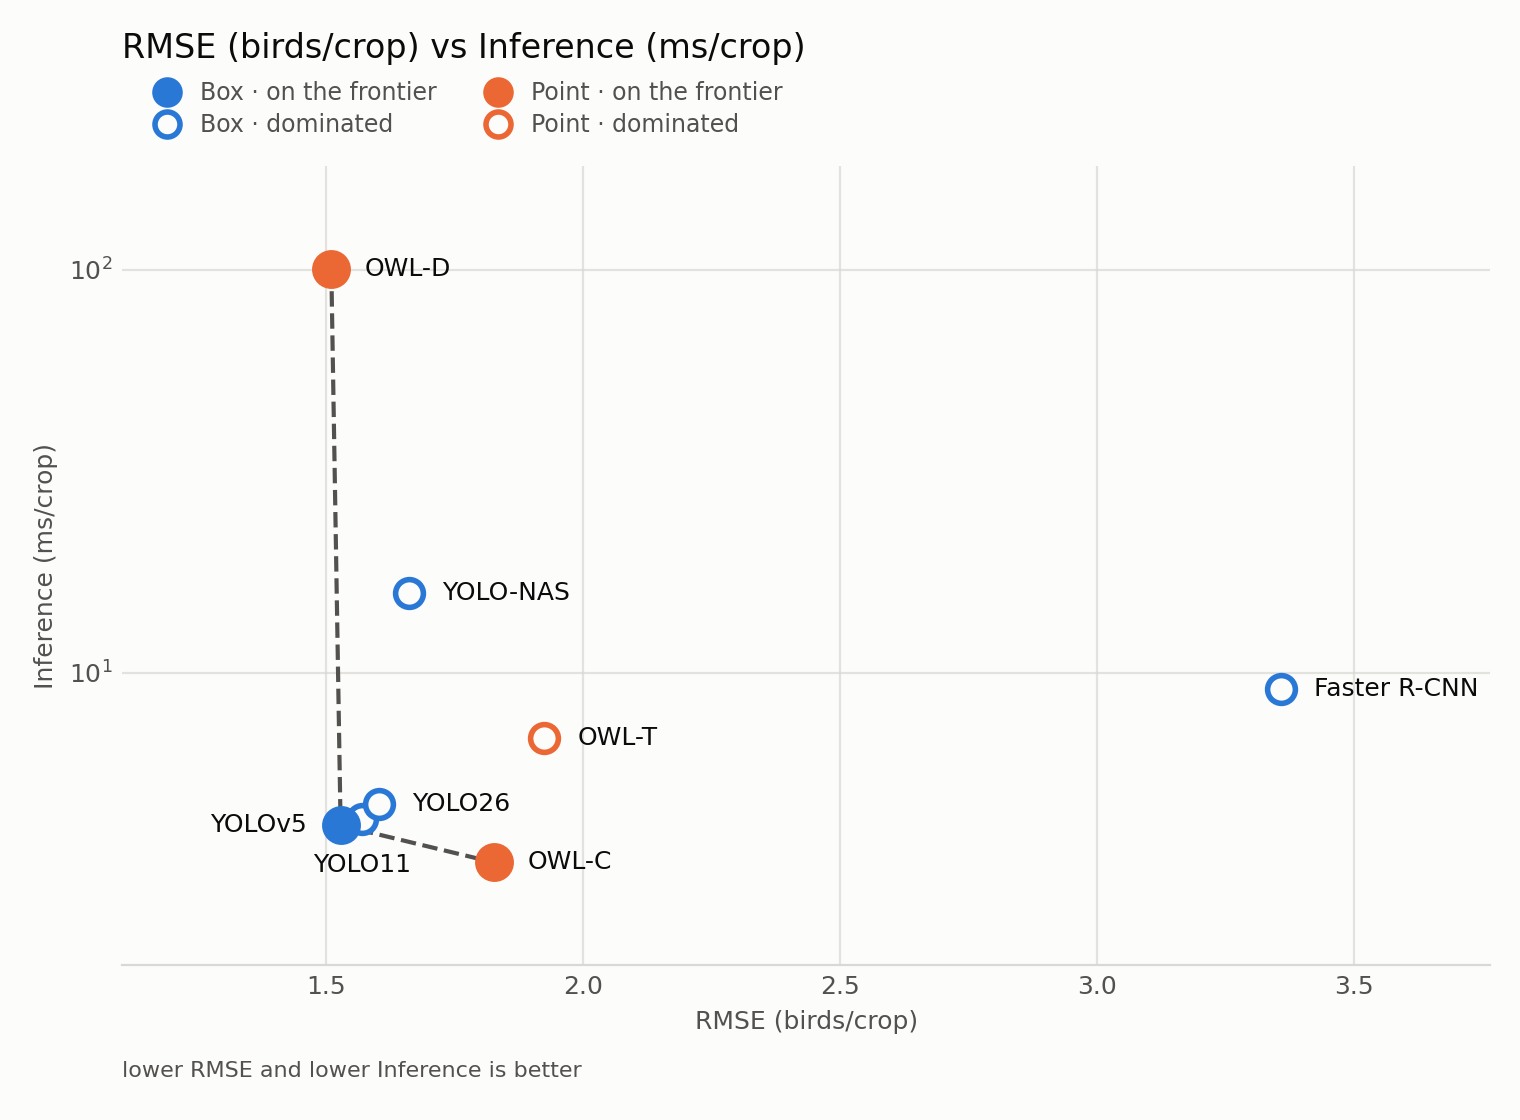 RMSE (birds/crop) vs Inference (ms/crop)
Box · on the frontier
Point · on the frontier
Box · dominated
Point · dominated
10²
OWL-D
Inference (ms/crop)
YOLO-NAS
10¹
Faster R-CNN
OWL-T
YOLO26
YOLOv5
YOLO11
OWL-C
1.5
2.0
2.5
3.0
3.5
RMSE (birds/crop)
lower RMSE and lower Inference is better